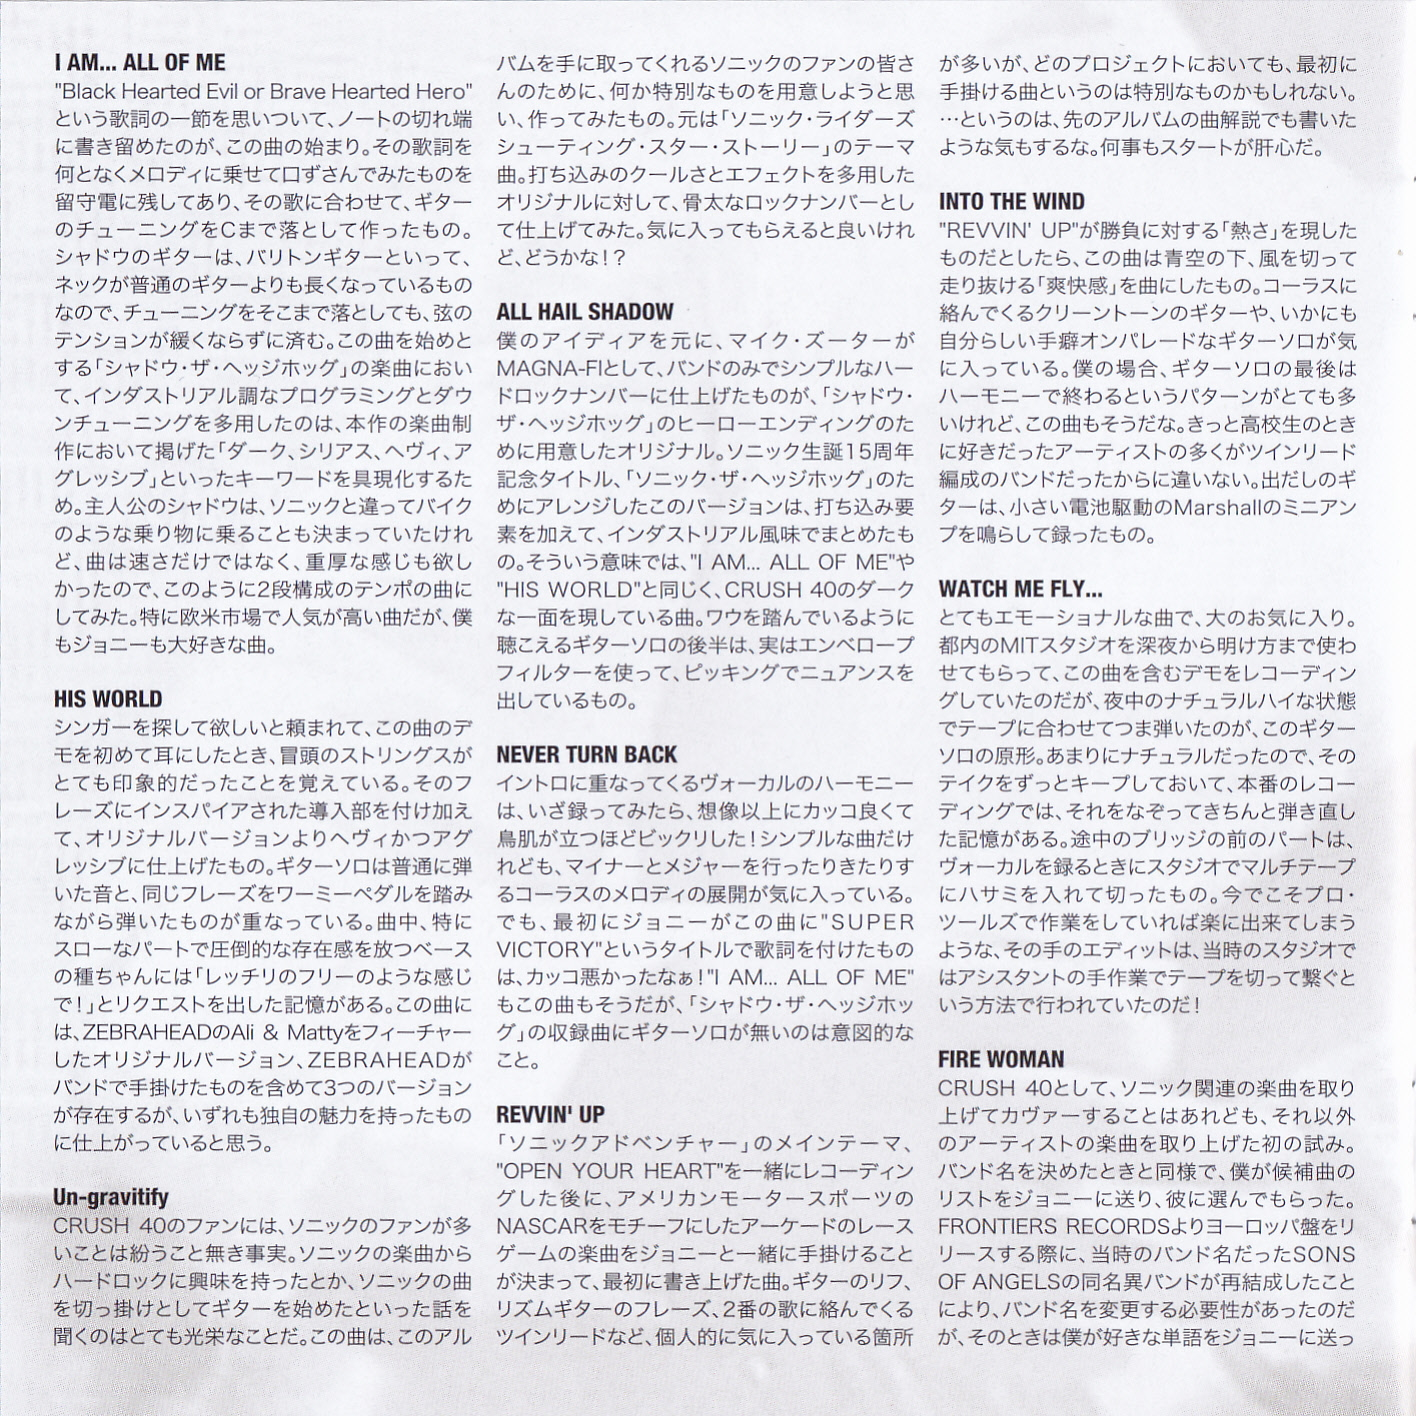 I AM... ALL OF ME
"Black Hearted Evil or Brave Hearted Hero"
という歌詞の一節を思いついて、ノートの切れ端
に書き留めたのが、この曲の始まり。その歌詞を
何となくメロディに乗せて口ずさんでみたものを
留守電に残してあり、その歌に合わせて、ギター
のチューニングをCまで落として作ったもの。
シャドウのギターは、バリトンギターといって、
ネックが普通のギターよりも長くなっているもの
なので、チューニングをそこまで落としても、弦の
テンションが緩くならずに済む。この曲を始めと
する「シャドウ・ザ・ヘッジホッグ」の楽曲におい
て、インダストリアル調なプログラミングとダウ
ンチューニングを多用したのは、本作の楽曲制
作において掲げた「ダーク、シリアス、ヘヴィ、ア
グレッシブ」といったキーワードを具現化するた
め。主人公のシャドウは、ソニックと違ってバイク
のような乗り物に乗ることも決まっていたけれ
ど、曲は速さだけではなく、重厚な感じも欲し
かったので、このように2段構成のテンポの曲に
してみた。特に欧米市場で人気が高い曲だが、僕
もジョニーも大好きな曲。
HIS WORLD
シンガーを探して欲しいと頼まれて、この曲のデ
モを初めて耳にしたとき、冒頭のストリングスが
とても印象的だったことを覚えている。そのフ
レーズにインスパイアされた導入部を付け加え
て、オリジナルバージョンよりヘヴィかつアグ
レッシブに仕上げたもの。ギターソロは普通に弾
いた音と、同じフレーズをワーミーペダルを踏み
ながら弾いたものが重なっている。曲中、特に
スローなパートで圧倒的な存在感を放つベース
の種ちゃんには「レッチリのフリーのような感じ
で!」とリクエストを出した記憶がある。この曲に
は、ZEBRAHEADのAli & Mattyをフィーチャー
したオリジナルバージョン、ZEBRAHEADが
バンドで手掛けたものを含めて3つのバージョン
が存在するが、いずれも独自の魅力を持ったもの
に仕上がっていると思う。
Un-gravitify
CRUSH 40のファンには、ソニックのファンが多
いことは紛うこと無き事実。ソニックの楽曲から
ハードロックに興味を持ったとか、ソニックの曲
を切っ掛けとしてギターを始めたといった話を
聞くのはとても光栄なことだ。この曲は、このアル
バムを手に取ってくれるソニックのファンの皆さ
んのために、何か特別なものを用意しようと思
い、作ってみたもの。元は「ソニック・ライダーズ
シューティング・スター・ストーリー」のテーマ
曲。打ち込みのクールさとエフェクトを多用した
オリジナルに対して、骨太なロックナンバーとし
て仕上げてみた。気に入ってもらえると良いけれ
ど、どうかな!?
ALL HAIL SHADOW
僕のアイディアを元に、マイク・ズーターが
MAGNA-FIとして、バンドのみでシンプルなハー
ドロックナンバーに仕上げたものが、「シャドウ・
ザ・ヘッジホッグ」のヒーローエンディングのた
めに用意したオリジナル。ソニック生誕15周年
記念タイトル、「ソニック・ザ・ヘッジホッグ」のた
めにアレンジしたこのバージョンは、打ち込み要
素を加えて、インダストリアル風味でまとめたも
の。そういう意味では、"I AM... ALL OF ME"や
"HIS WORLD"と同じく、CRUSH 40のダーク
な一面を現している曲。ワウを踏んでいるように
聴こえるギターソロの後半は、実はエンベロープ
フィルターを使って、ピッキングでニュアンスを
出しているもの。
NEVER TURN BACK
イントロに重なってくるヴォーカルのハーモニー
は、いざ録ってみたら、想像以上にカッコ良くて
鳥肌が立つほどビックリした!シンプルな曲だけ
れども、マイナーとメジャーを行ったりきたりす
るコーラスのメロディの展開が気に入っている。
でも、最初にジョニーがこの曲に"SUPER
VICTORY"というタイトルで歌詞を付けたもの
は、カッコ悪かったなぁ!"I AM... ALL OF ME"
もこの曲もそうだが、「シャドウ・ザ・ヘッジホッ
グ」の収録曲にギターソロが無いのは意図的な
こと。
REVVIN' UP
「ソニックアドベンチャー」のメインテーマ、
"OPEN YOUR HEART"を一緒にレコーディン
グした後に、アメリカンモータースポーツの
NASCARをモチーフにしたアーケードのレース
ゲームの楽曲をジョニーと一緒に手掛けること
が決まって、最初に書き上げた曲。ギターのリフ、
リズムギターのフレーズ、2番の歌に絡んでくる
ツインリードなど、個人的に気に入っている箇所
が多いが、どのプロジェクトにおいても、最初に
手掛ける曲というのは特別なものかもしれない。
…というのは、先のアルバムの曲解説でも書いた
ような気もするな。何事もスタートが肝心だ。
INTO THE WIND
"REVVIN' UP"が勝負に対する「熱さ」を現した
ものだとしたら、この曲は青空の下、風を切って
走り抜ける「爽快感」を曲にしたもの。コーラスに
絡んでくるクリーントーンのギターや、いかにも
自分らしい手癖オンパレードなギターソロが気
に入っている。僕の場合、ギターソロの最後は
ハーモニーで終わるというパターンがとても多
いけれど、この曲もそうだな。きっと高校生のとき
に好きだったアーティストの多くがツインリード
編成のバンドだったからに違いない。出だしのギ
ターは、小さい電池駆動のMarshallのミニアン
プを鳴らして録ったもの。
WATCH ME FLY...
とてもエモーショナルな曲で、大のお気に入り。
都内のMITスタジオを深夜から明け方まで使わ
せてもらって、この曲を含むデモをレコーディン
グしていたのだが、夜中のナチュラルハイな状態
でテープに合わせてつま弾いたのが、このギター
ソロの原形。あまりにナチュラルだったので、その
テイクをずっとキープしておいて、本番のレコー
ディングでは、それをなぞってきちんと弾き直し
た記憶がある。途中のブリッジの前のパートは、
ヴォーカルを録るときにスタジオでマルチテープ
にハサミを入れて切ったもの。今でこそプロ・
ツールズで作業をしていれば楽に出来てしまう
ような、その手のエディットは、当時のスタジオで
はアシスタントの手作業でテープを切って繋ぐと
いう方法で行われていたのだ!
FIRE WOMAN
CRUSH 40として、ソニック関連の楽曲を取り
上げてカヴァーすることはあれども、それ以外
のアーティストの楽曲を取り上げた初の試み。
バンド名を決めたときと同様で、僕が候補曲の
リストをジョニーに送り、彼に選んでもらった。
FRONTIERS RECORDSよりヨーロッパ盤をリ
リースする際に、当時のバンド名だったSONS
OF ANGELSの同名異バンドが再結成したこと
により、バンド名を変更する必要性があったのだ
が、そのときは僕が好きな単語をジョニーに送っ